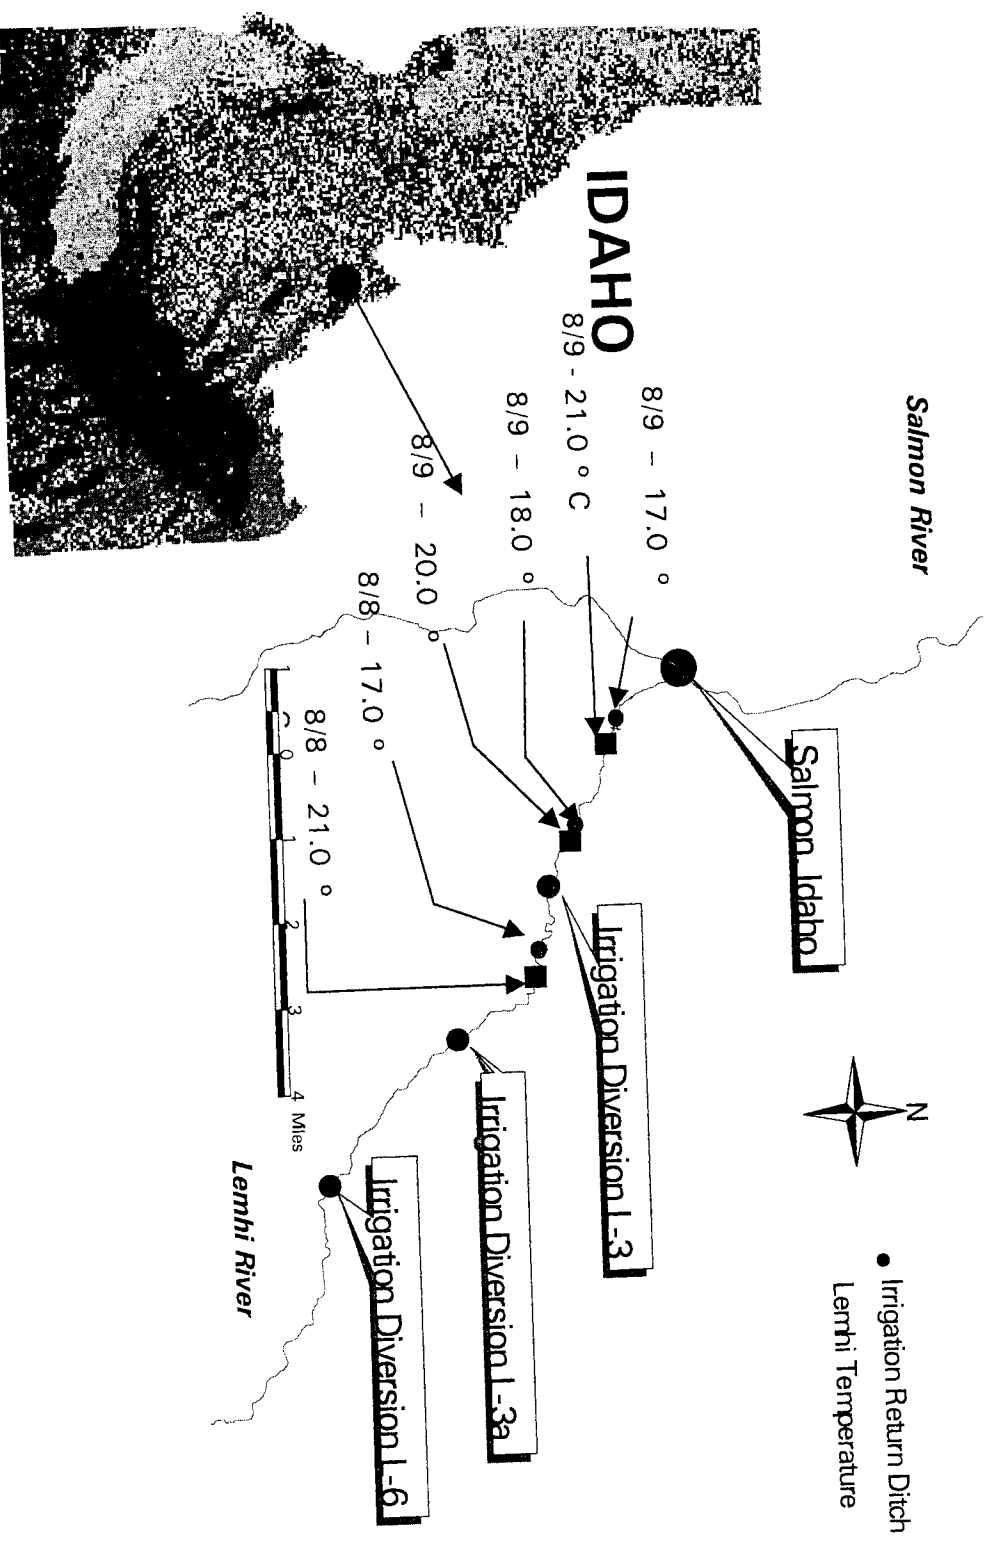 Salmon River
N
Irrigation Return Ditch
Lemhi Temperature
Salmon, Idaho
IDAHO
8/9 – 17.0 °
8/9 - 21.0 ° C
8/9 – 18.0 °
8/9 – 20.0 °
8/8 – 17.0 °
8/8 – 21.0 °
Irrigation Diversion L-3
Irrigation Diversion L-3a
Irrigation Diversion L-6
1 0 1 2 3 4 Miles
Lemhi River